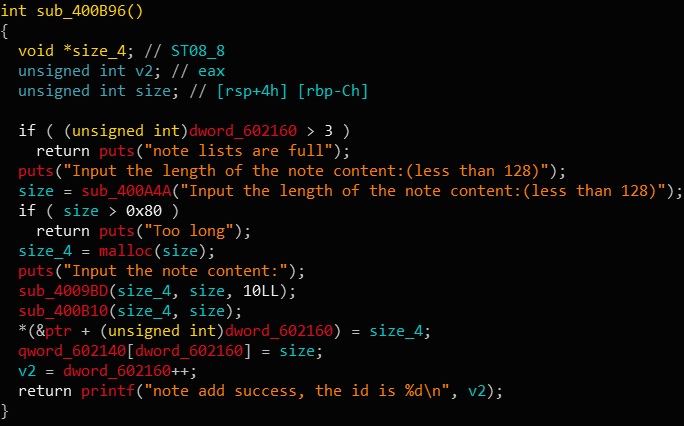 int sub_400B96()
{
  void *size_4; // ST08_8
  unsigned int v2; // eax
  unsigned int size; // [rsp+4h] [rbp-Ch]

  if ( (unsigned int)dword_602160 > 3 )
    return puts("note lists are full");
  puts("Input the length of the note content:(less than 128)");
  size = sub_400A4A("Input the length of the note content:(less than 128)");
  if ( size > 0x80 )
    return puts("Too long");
  size_4 = malloc(size);
  puts("Input the note content:");
  sub_4009BD(size_4, size, 10LL);
  sub_400B10(size_4, size);
  *(&ptr + (unsigned int)dword_602160) = size_4;
  qword_602140[dword_602160] = size;
  v2 = dword_602160++;
  return printf("note add success, the id is %d\n", v2);
}